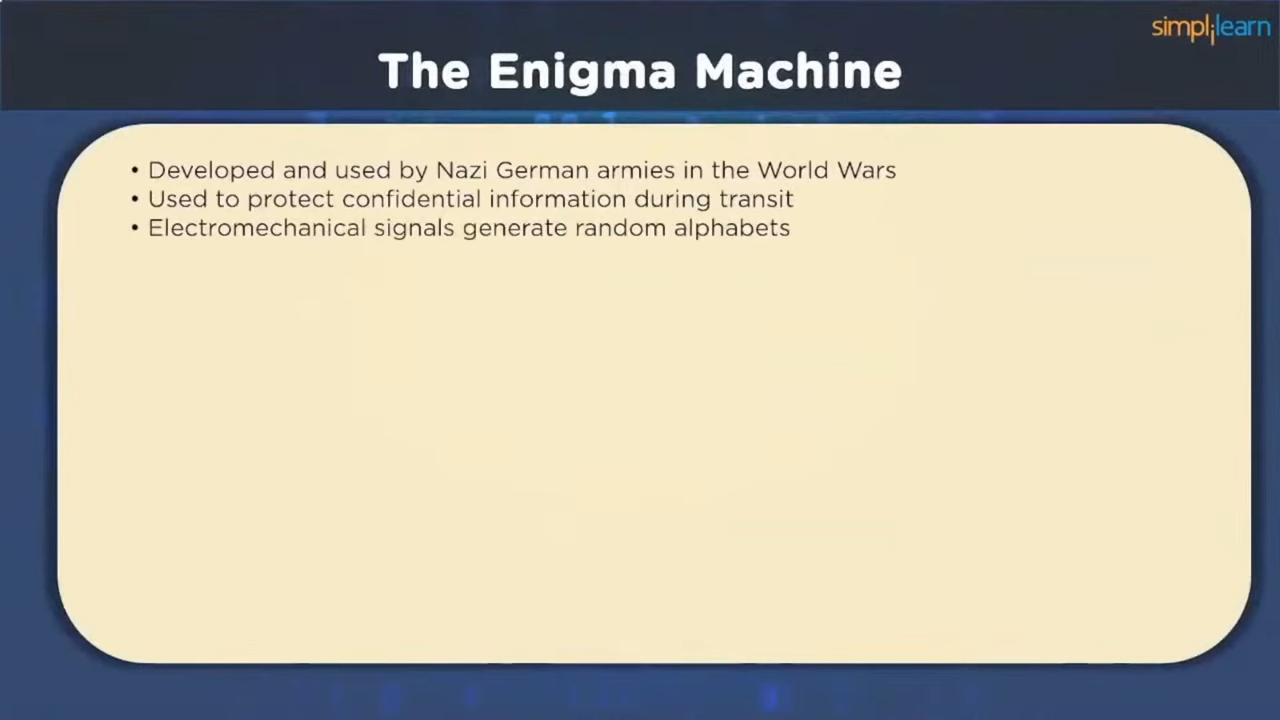 simplilearn
The Enigma Machine
• Developed and used by Nazi German armies in the World Wars
• Used to protect confidential information during transit
• Electromechanical signals generate random alphabets